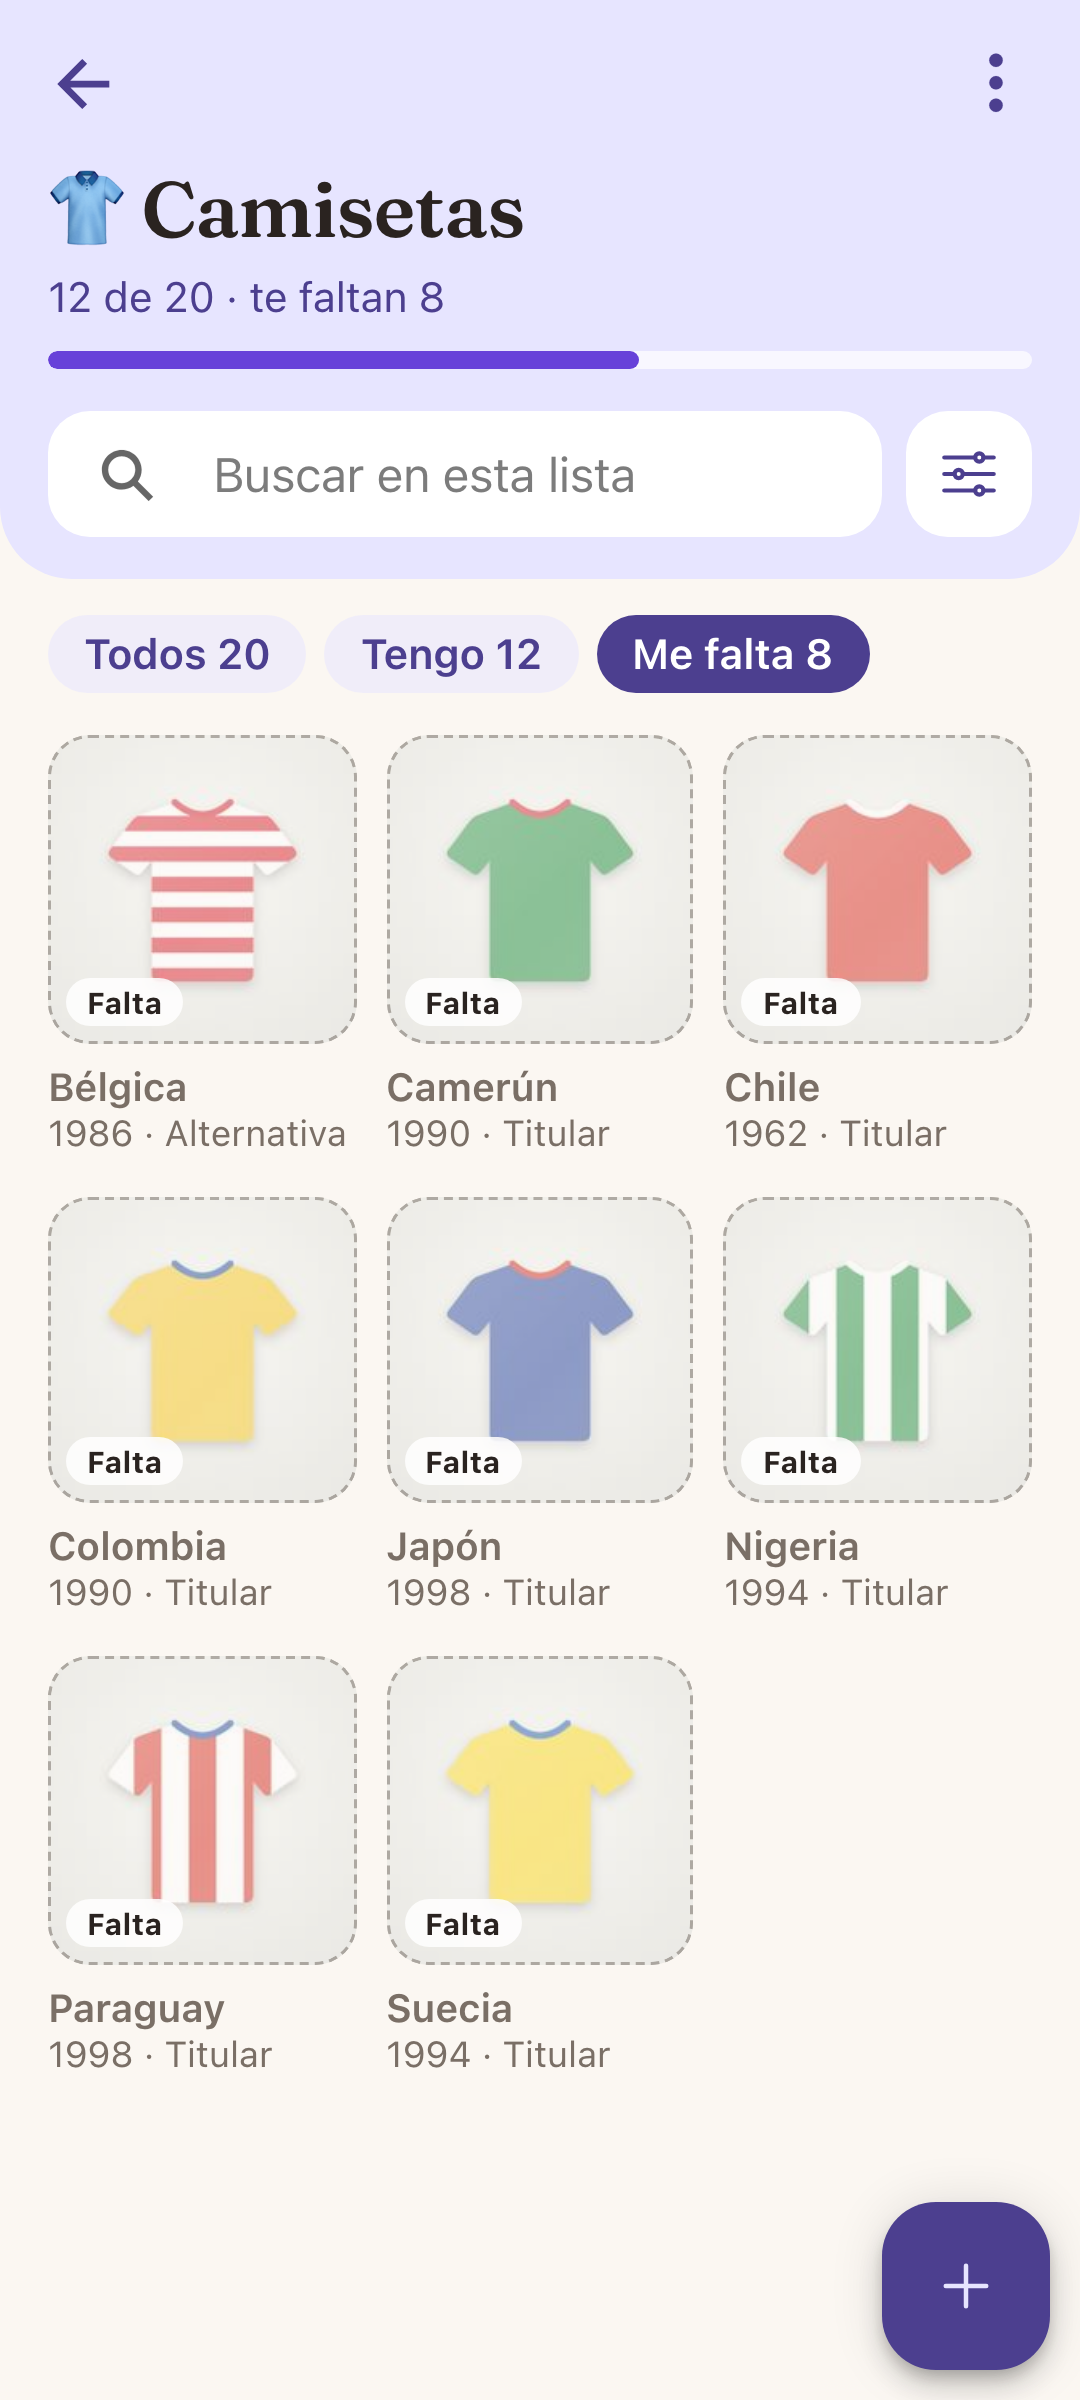 Camisetas
12 de 20 · te faltan 8
Buscar en esta lista
Todos 20
Tengo 12
Me falta 8
Falta
Falta
Falta
Bélgica
1986 · Alternativa
Camerún
1990 · Titular
Chile
1962 · Titular
Falta
Falta
Falta
Colombia
1990 · Titular
Japón
1998 · Titular
Nigeria
1994 · Titular
Falta
Falta
Paraguay
1998 · Titular
Suecia
1994 · Titular